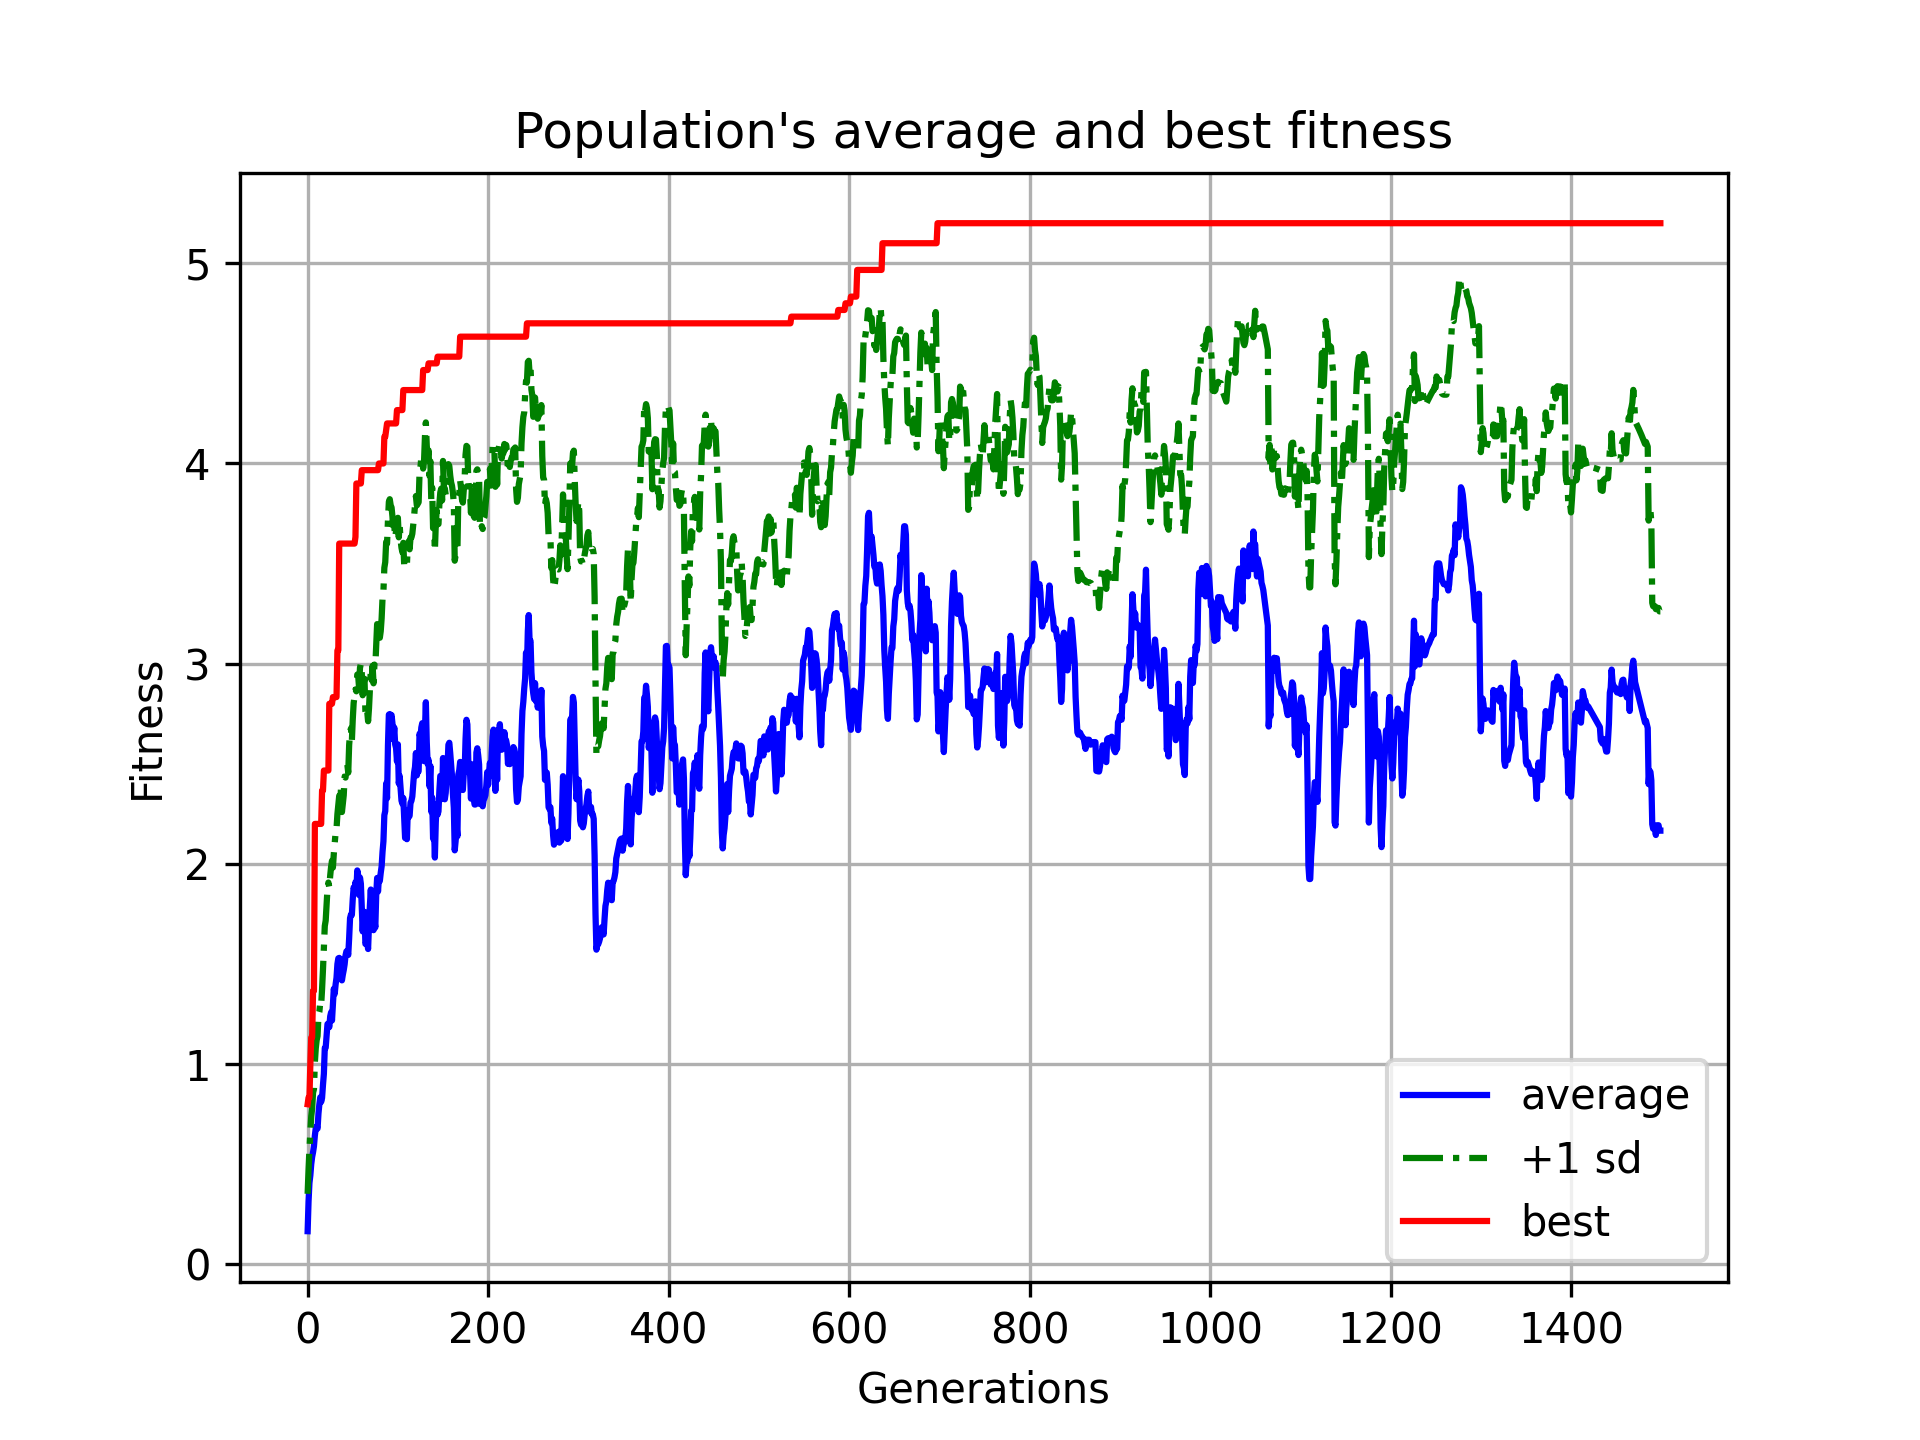 Population's average and best fitness
Fitness
5
4
3
2
1
0
average
+1 sd
best
0 200 400 600 800 1000 1200 1400
Generations